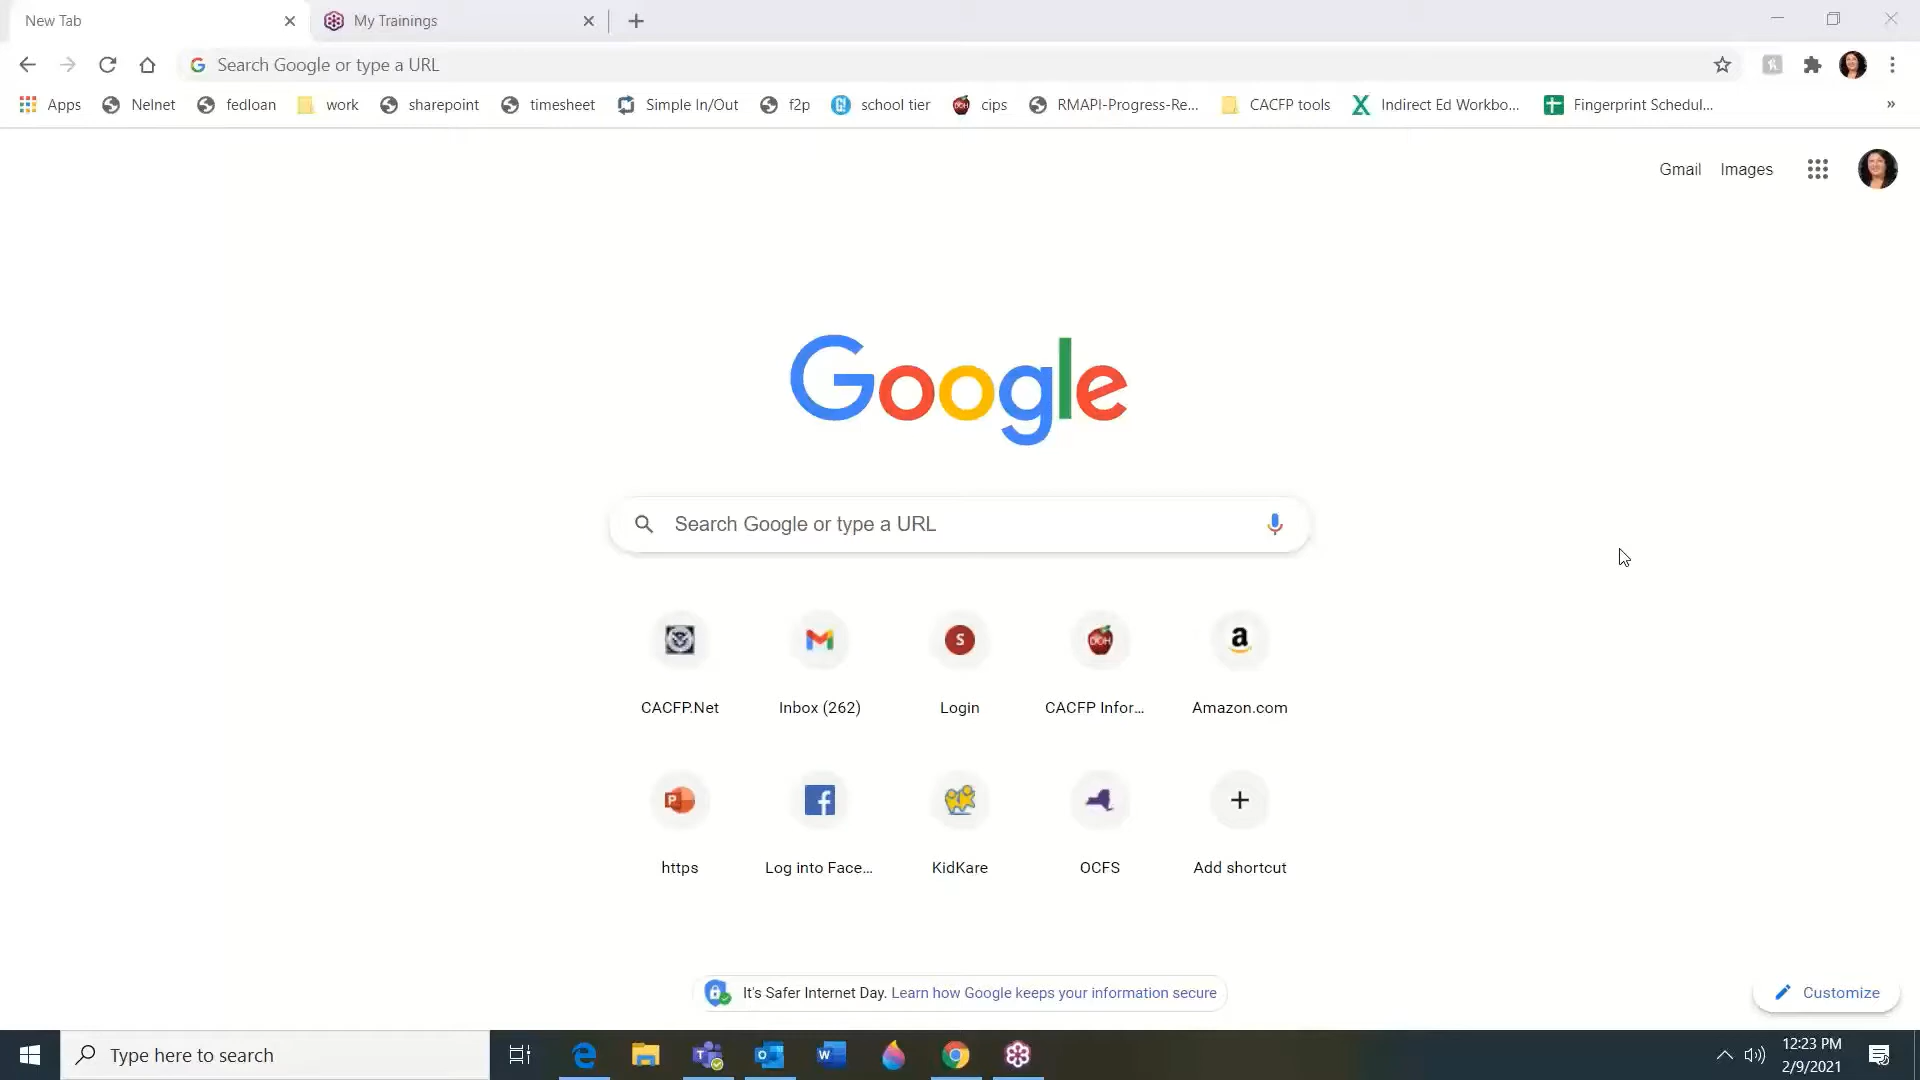 New Tab
My Trainings
Search Google or type a URL
Apps Nelnet fedloan work sharepoint timesheet Simple In/Out f2p school tier cips RMAPI-Progress-Re... CACFP tools Indirect Ed Workbo... Fingerprint Schedul... »
Gmail Images
Google
Search Google or type a URL
S DOH a
CACFP.Net Inbox (262) Login CACFP Infor... Amazon.com
P f
https Log into Face... KidKare OCFS Add shortcut
It's Safer Internet Day. Learn how Google keeps your information secure
Customize
Type here to search
12:23 PM
2/9/2021